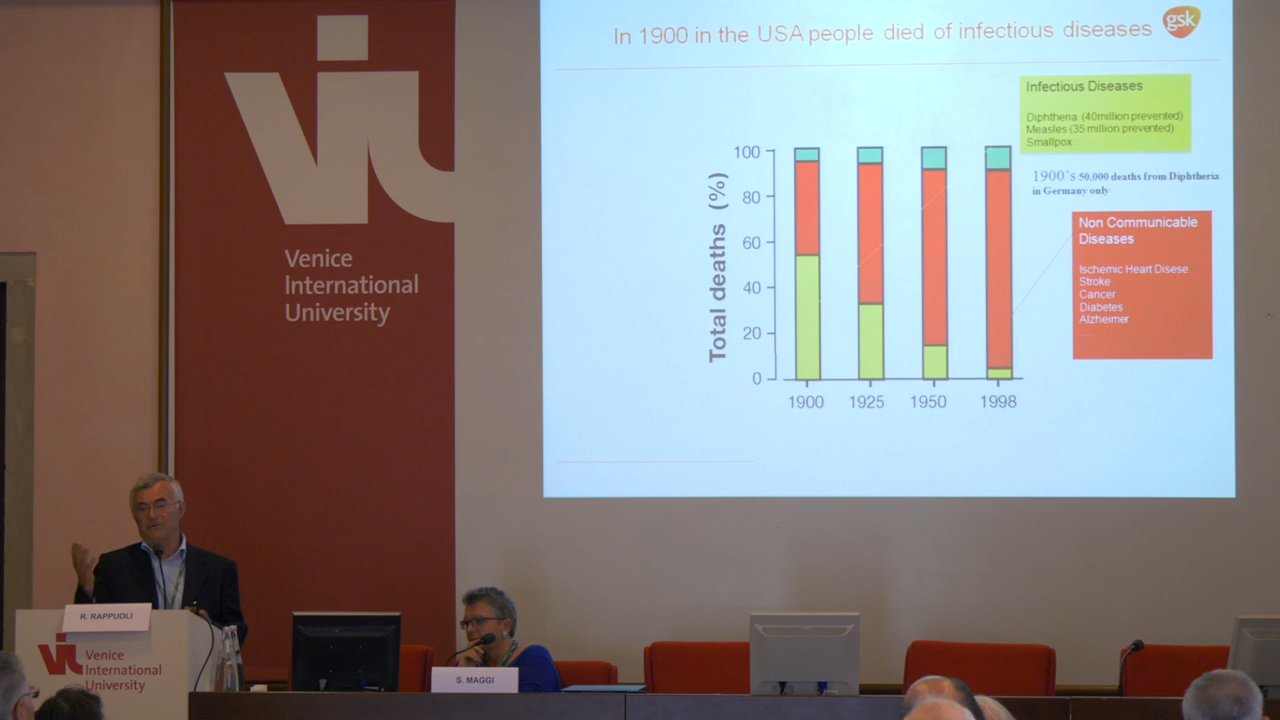 viu
Venice
International
University
In 1900 in the USA people died of infectious diseases
gsk
Infectious Diseases
Diphtheria (40million prevented)
Measles (35 million prevented)
Smallpox
1900's 50,000 deaths from Diphtheria
in Germany only
Non Communicable
Diseases
Ischemic Heart Disese
Stroke
Cancer
Diabetes
Alzheimer
Total deaths (%)
100
80
60
40
20
0
1900 1925 1950 1998
R. RAPPUOLI
viu
Venice
International
University
S. MAGGI